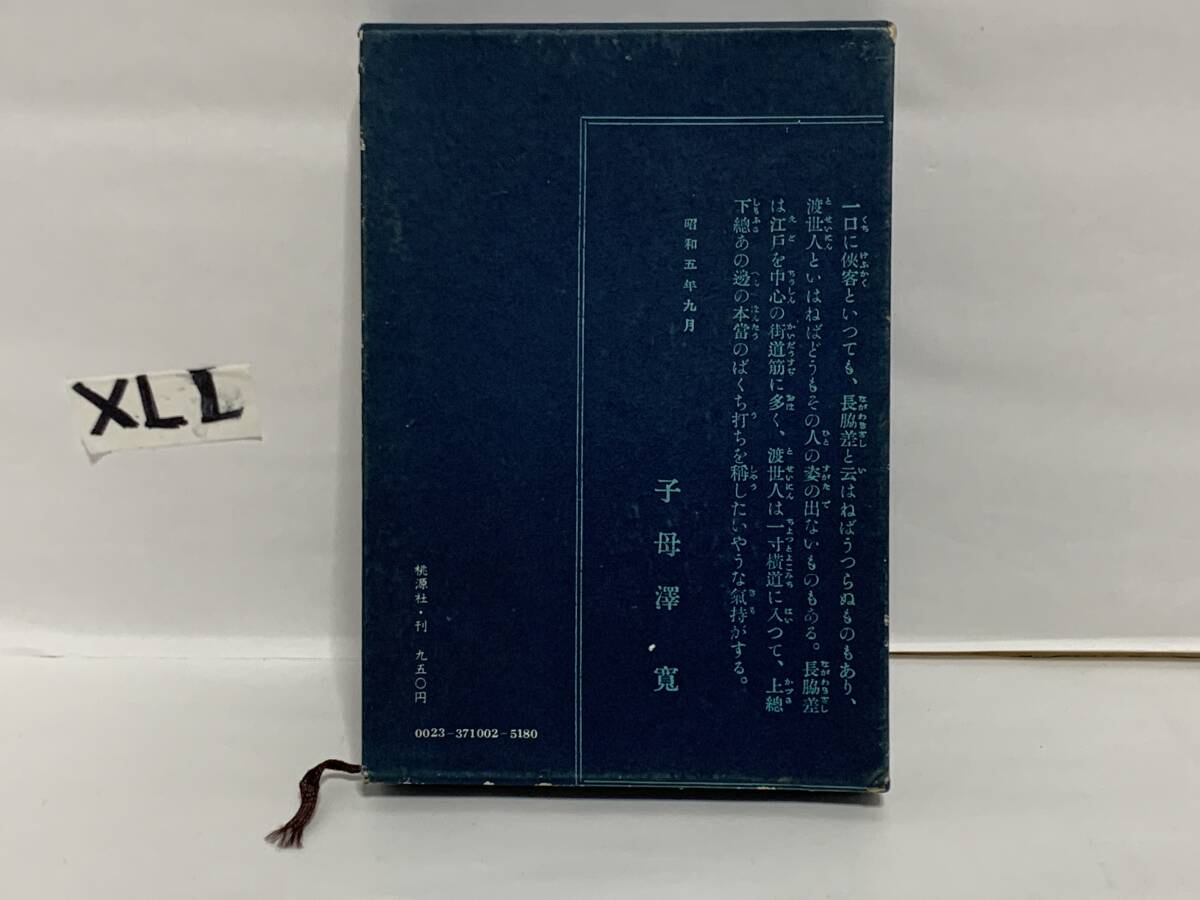 一口に俠客といつても、長脇差と云はねばうつらぬものもあり、
渡世人といはねばどうもその人の姿の出ないものもある。長脇差
は江戸を中心の街道筋に多く、渡世人は一寸橫道に入つて、上總
下總あの邊の本當のばくち打ちを稱したいやうな氣持がする。
昭和五年九月
子母澤寬
桃源社・刊 九五〇円
0023-371002-5180
XLI